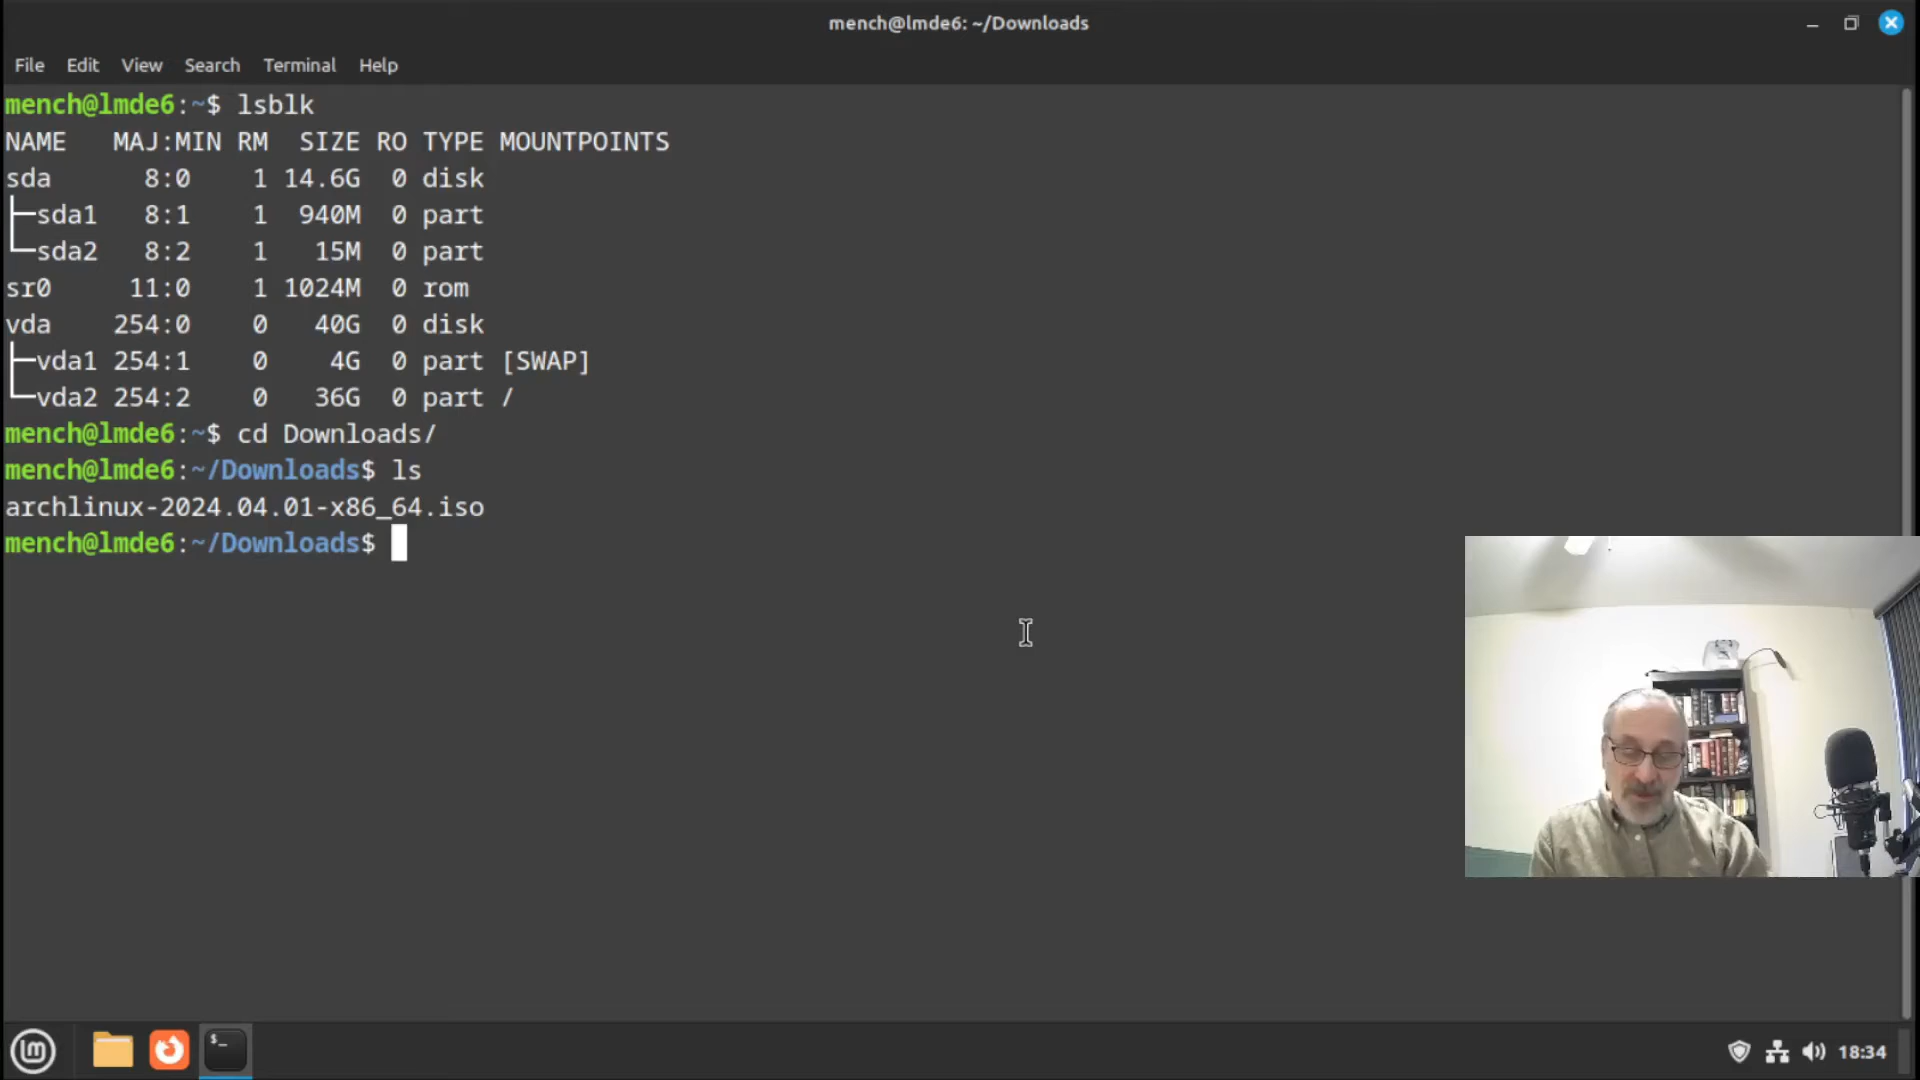 mench@lmde6: ~/Downloads
File Edit View Search Terminal Help
mench@lmde6:~$ lsblk
NAME   MAJ:MIN RM  SIZE RO TYPE MOUNTPOINTS
sda      8:0    1 14.6G  0 disk
├─sda1   8:1    1  940M  0 part
└─sda2   8:2    1   15M  0 part
sr0     11:0    1 1024M  0 rom
vda    254:0    0   40G  0 disk
├─vda1 254:1    0    4G  0 part [SWAP]
└─vda2 254:2    0   36G  0 part /
mench@lmde6:~$ cd Downloads/
mench@lmde6:~/Downloads$ ls
archlinux-2024.04.01-x86_64.iso
mench@lmde6:~/Downloads$
$_
18:34